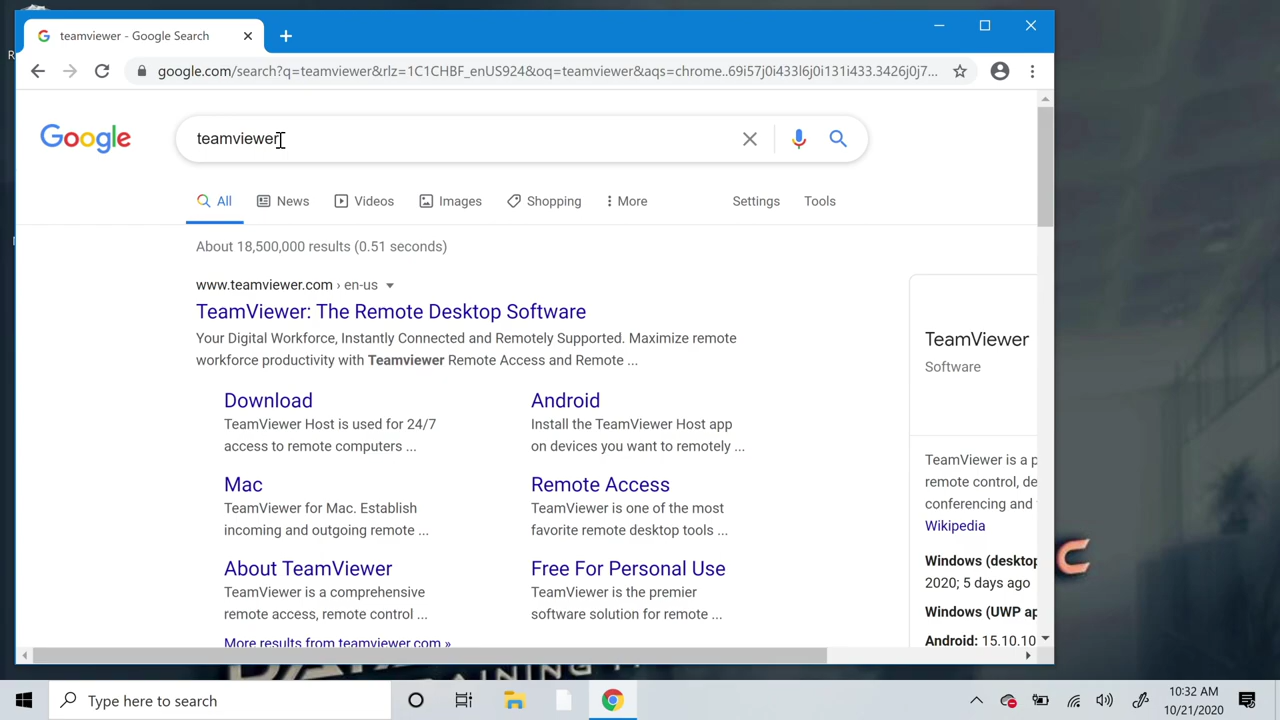 teamviewer - Google Search
google.com/search?q=teamviewer&rlz=1C1CHBF_enUS924&oq=teamviewer&aqs=chrome..69i57j0i433l6j0i131i433.3426j0j7...
Google
teamviewer
All News Videos Images Shopping More Settings Tools
About 18,500,000 results (0.51 seconds)
www.teamviewer.com › en-us
TeamViewer: The Remote Desktop Software
Your Digital Workforce, Instantly Connected and Remotely Supported. Maximize remote
workforce productivity with Teamviewer Remote Access and Remote ...
Download
TeamViewer Host is used for 24/7
access to remote computers ...
Android
Install the TeamViewer Host app
on devices you want to remotely ...
Mac
TeamViewer for Mac. Establish
incoming and outgoing remote ...
Remote Access
TeamViewer is one of the most
favorite remote desktop tools ...
About TeamViewer
TeamViewer is a comprehensive
remote access, remote control ...
Free For Personal Use
TeamViewer is the premier
software solution for remote ...
More results from teamviewer.com »
TeamViewer
Software
TeamViewer is a p
remote control, de
conferencing and
Wikipedia
Windows (desktop
2020; 5 days ago
Windows (UWP ap
Android: 15.10.10
Type here to search
10:32 AM
10/21/2020